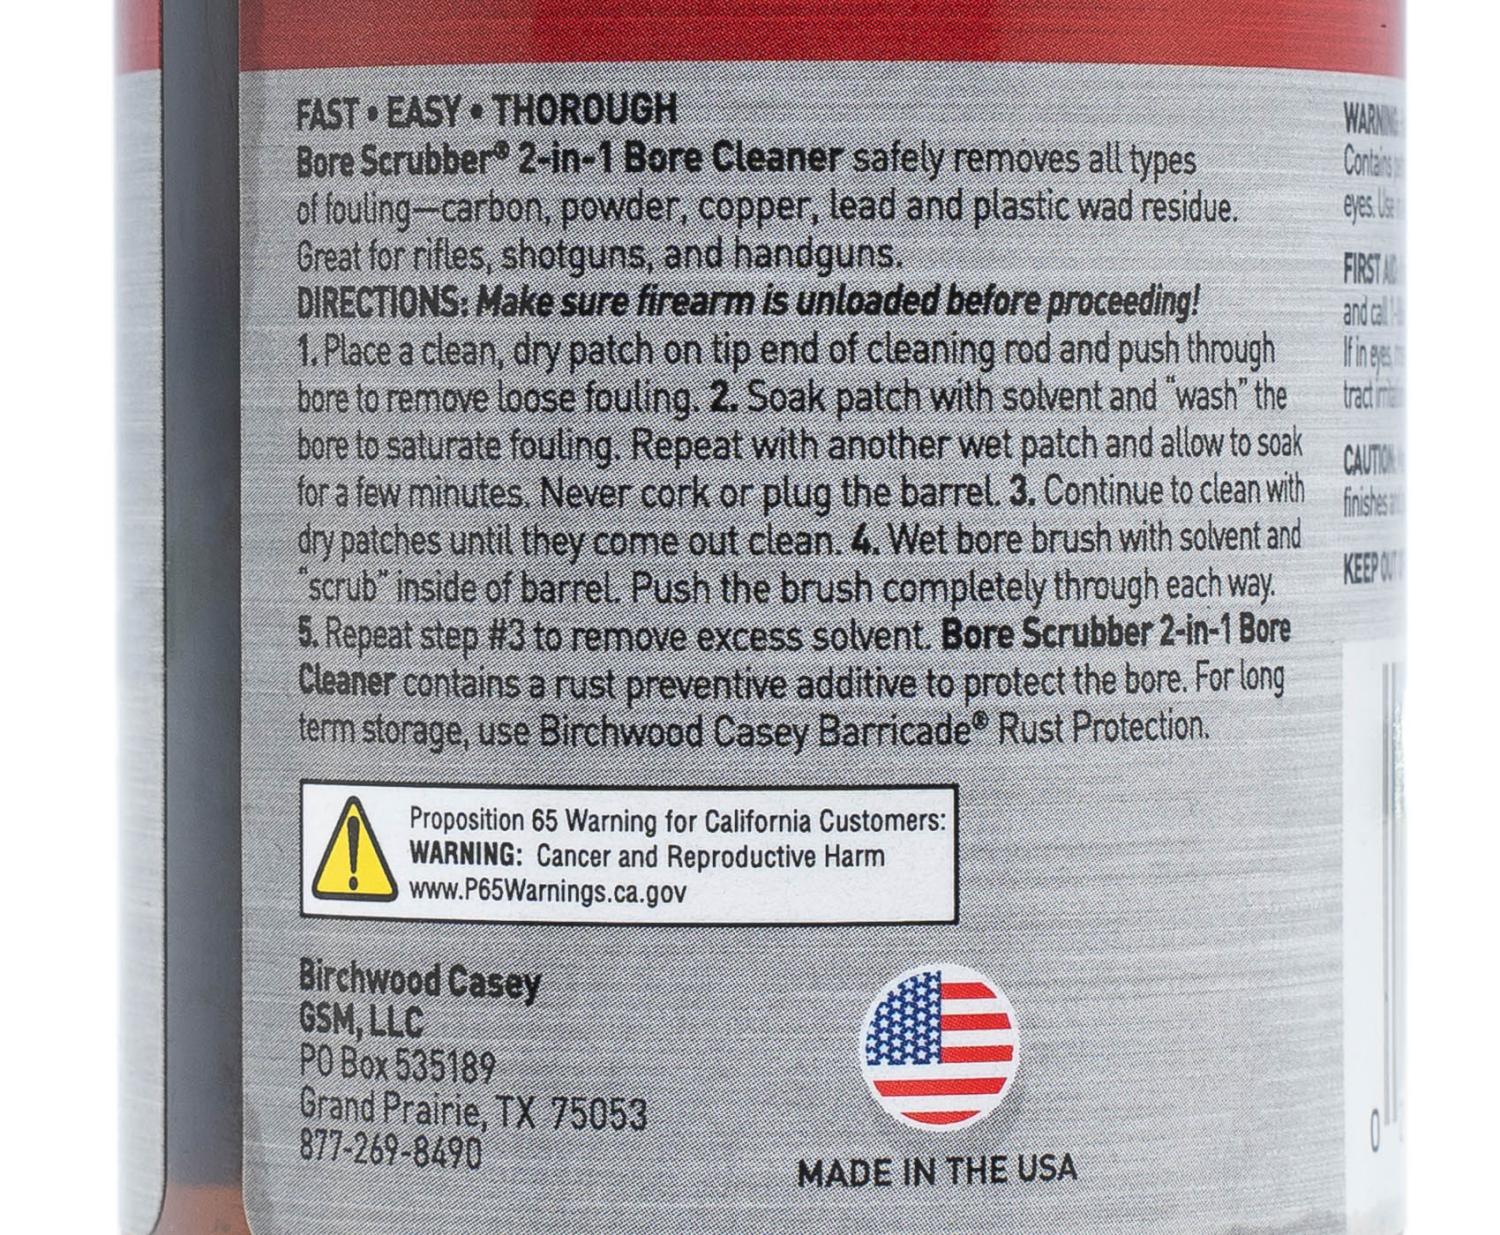 FAST • EASY • THOROUGH
Bore Scrubber® 2-in-1 Bore Cleaner safely removes all types
of fouling—carbon, powder, copper, lead and plastic wad residue.
Great for rifles, shotguns, and handguns.
DIRECTIONS: Make sure firearm is unloaded before proceeding!
1. Place a clean, dry patch on tip end of cleaning rod and push through
bore to remove loose fouling. 2. Soak patch with solvent and “wash” the
bore to saturate fouling. Repeat with another wet patch and allow to soak
for a few minutes. Never cork or plug the barrel. 3. Continue to clean with
dry patches until they come out clean. 4. Wet bore brush with solvent and
“scrub” inside of barrel. Push the brush completely through each way.
5. Repeat step #3 to remove excess solvent. Bore Scrubber 2-in-1 Bore
Cleaner contains a rust preventive additive to protect the bore. For long
term storage, use Birchwood Casey Barricade® Rust Protection.
Proposition 65 Warning for California Customers:
WARNING: Cancer and Reproductive Harm
www.P65Warnings.ca.gov
Birchwood Casey
GSM, LLC
PO Box 535189
Grand Prairie, TX 75053
877-269-8490
MADE IN THE USA
WARNING
Contains
eyes. Use
FIRST AID
and call
If in eyes,
CAUTION
finishes
KEEP OUT
0